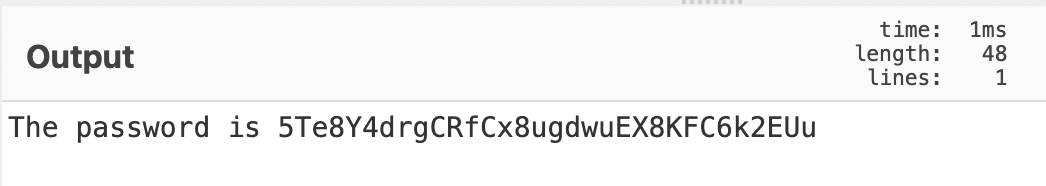 Output
time: 1ms
length: 48
lines: 1
The password is 5Te8Y4drgCRfCx8ugdwuEX8KFC6k2EUu